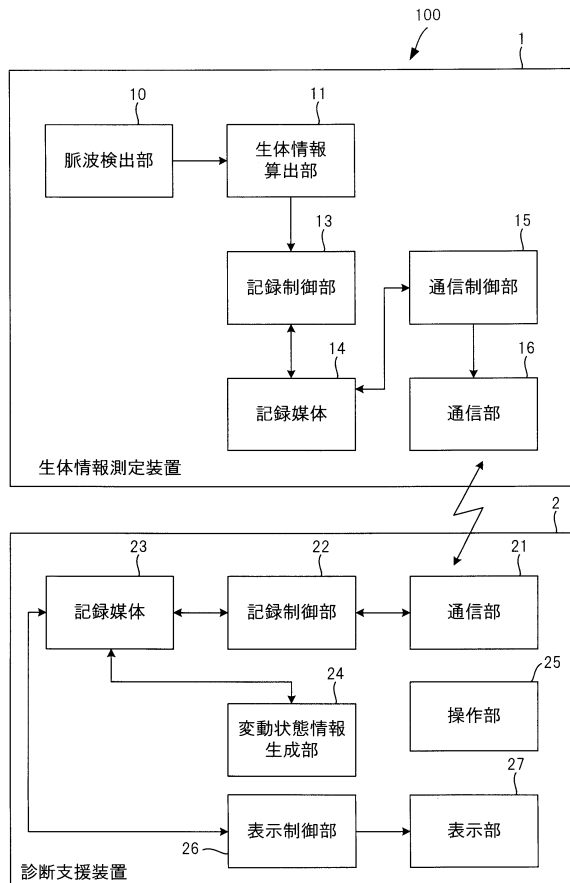 100
1
10
脈波検出部
11
生体情報
算出部
13
記録制御部
15
通信制御部
14
記録媒体
16
通信部
生体情報測定装置
2
23
記録媒体
22
記録制御部
21
通信部
24
変動状態情報
生成部
25
操作部
26
表示制御部
27
表示部
診断支援装置